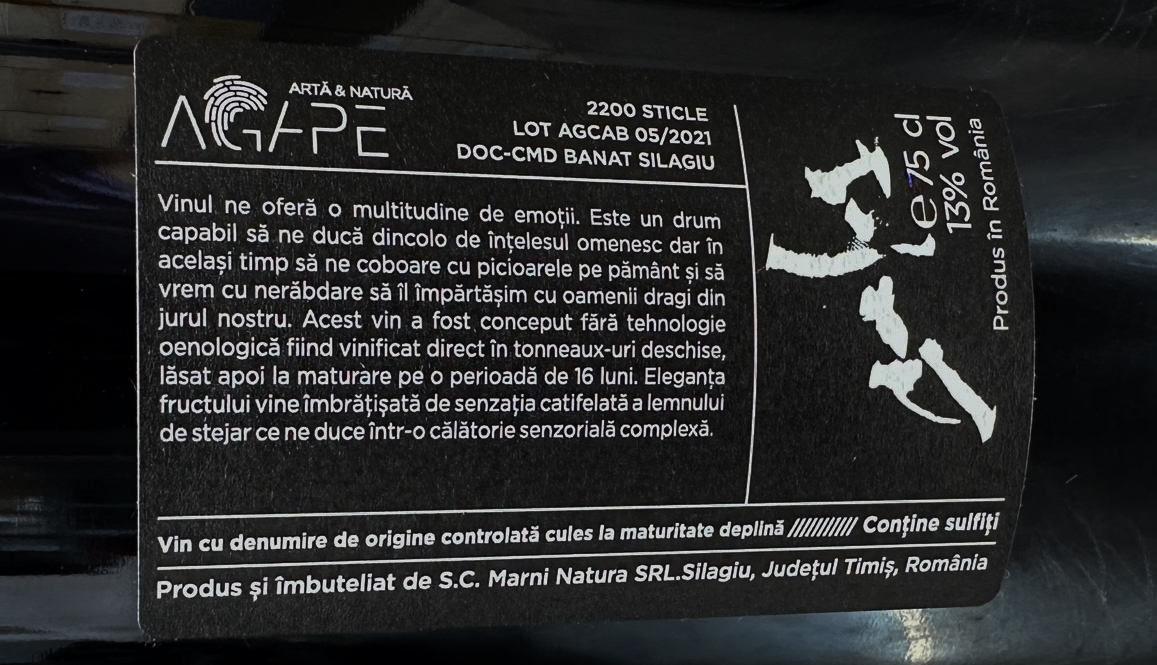 ARTĂ & NATURĂ
AGAPE
2200 STICLE
LOT AGCAB 05/2021
DOC-CMD BANAT SILAGIU
Vinul ne oferă o multitudine de emoții. Este un drum
capabil să ne ducă dincolo de înțelesul omenesc dar în
același timp să ne coboare cu picioarele pe pământ și să
vrem cu nerăbdare să îl împărtășim cu oamenii dragi din
jurul nostru. Acest vin a fost conceput fără tehnologie
oenologică fiind vinificat direct în tonneaux-uri deschise,
lăsat apoi la maturare pe o perioadă de 16 luni. Eleganța
fructului vine îmbrățișată de senzația catifelată a lemnului
de stejar ce ne duce într-o călătorie senzorială complexă.
e 75 cl
13% vol
Produs în România
Vin cu denumire de origine controlată cules la maturitate deplină ////////// Conține sulfiți
Produs și îmbuteliat de S.C. Marni Natura SRL.Silagiu, Județul Timiș, România